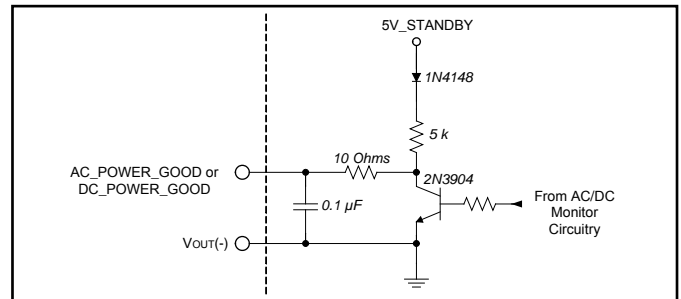 5V_STANDBY
1N4148
5 k
10 Ohms
2N3904
AC_POWER_GOOD or
DC_POWER_GOOD
0.1 µF
From AC/DC
Monitor
Circuitry
VOUT(-)